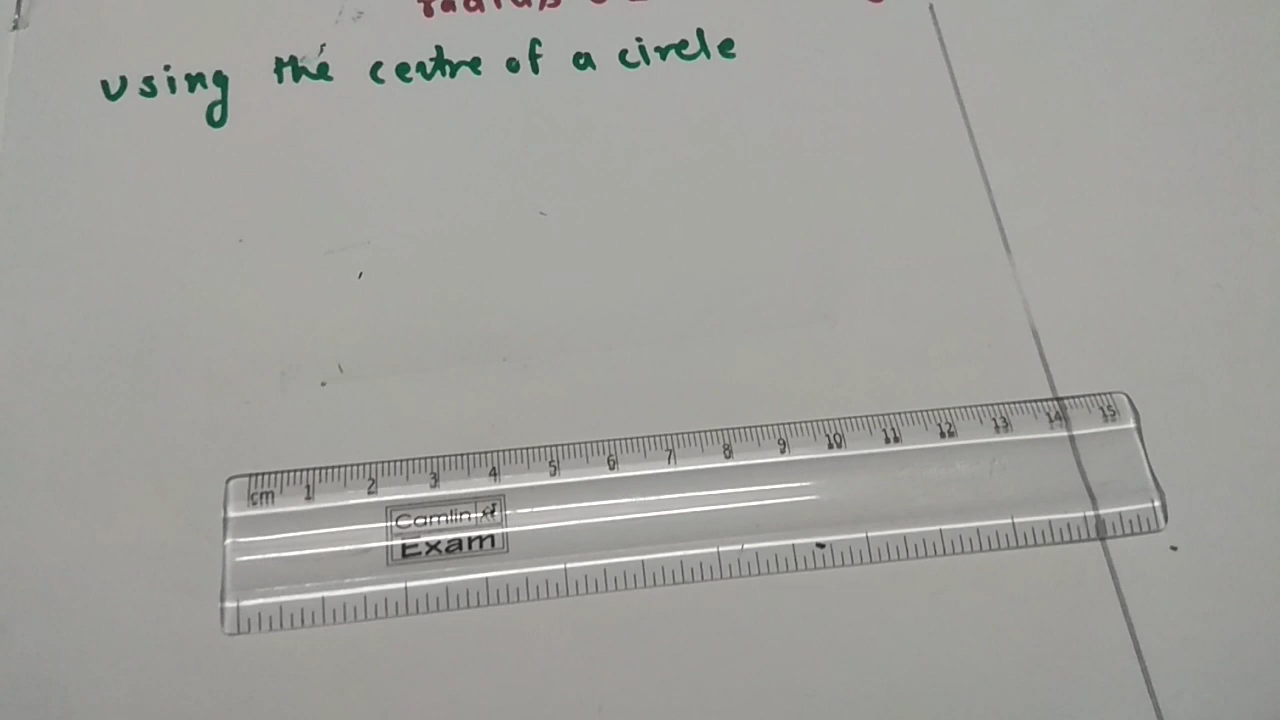 radius
using the centre of a circle
cm 1 2 3 4 5 6 7 8 9 10 11 12 13 14 15
Camlin
Exam